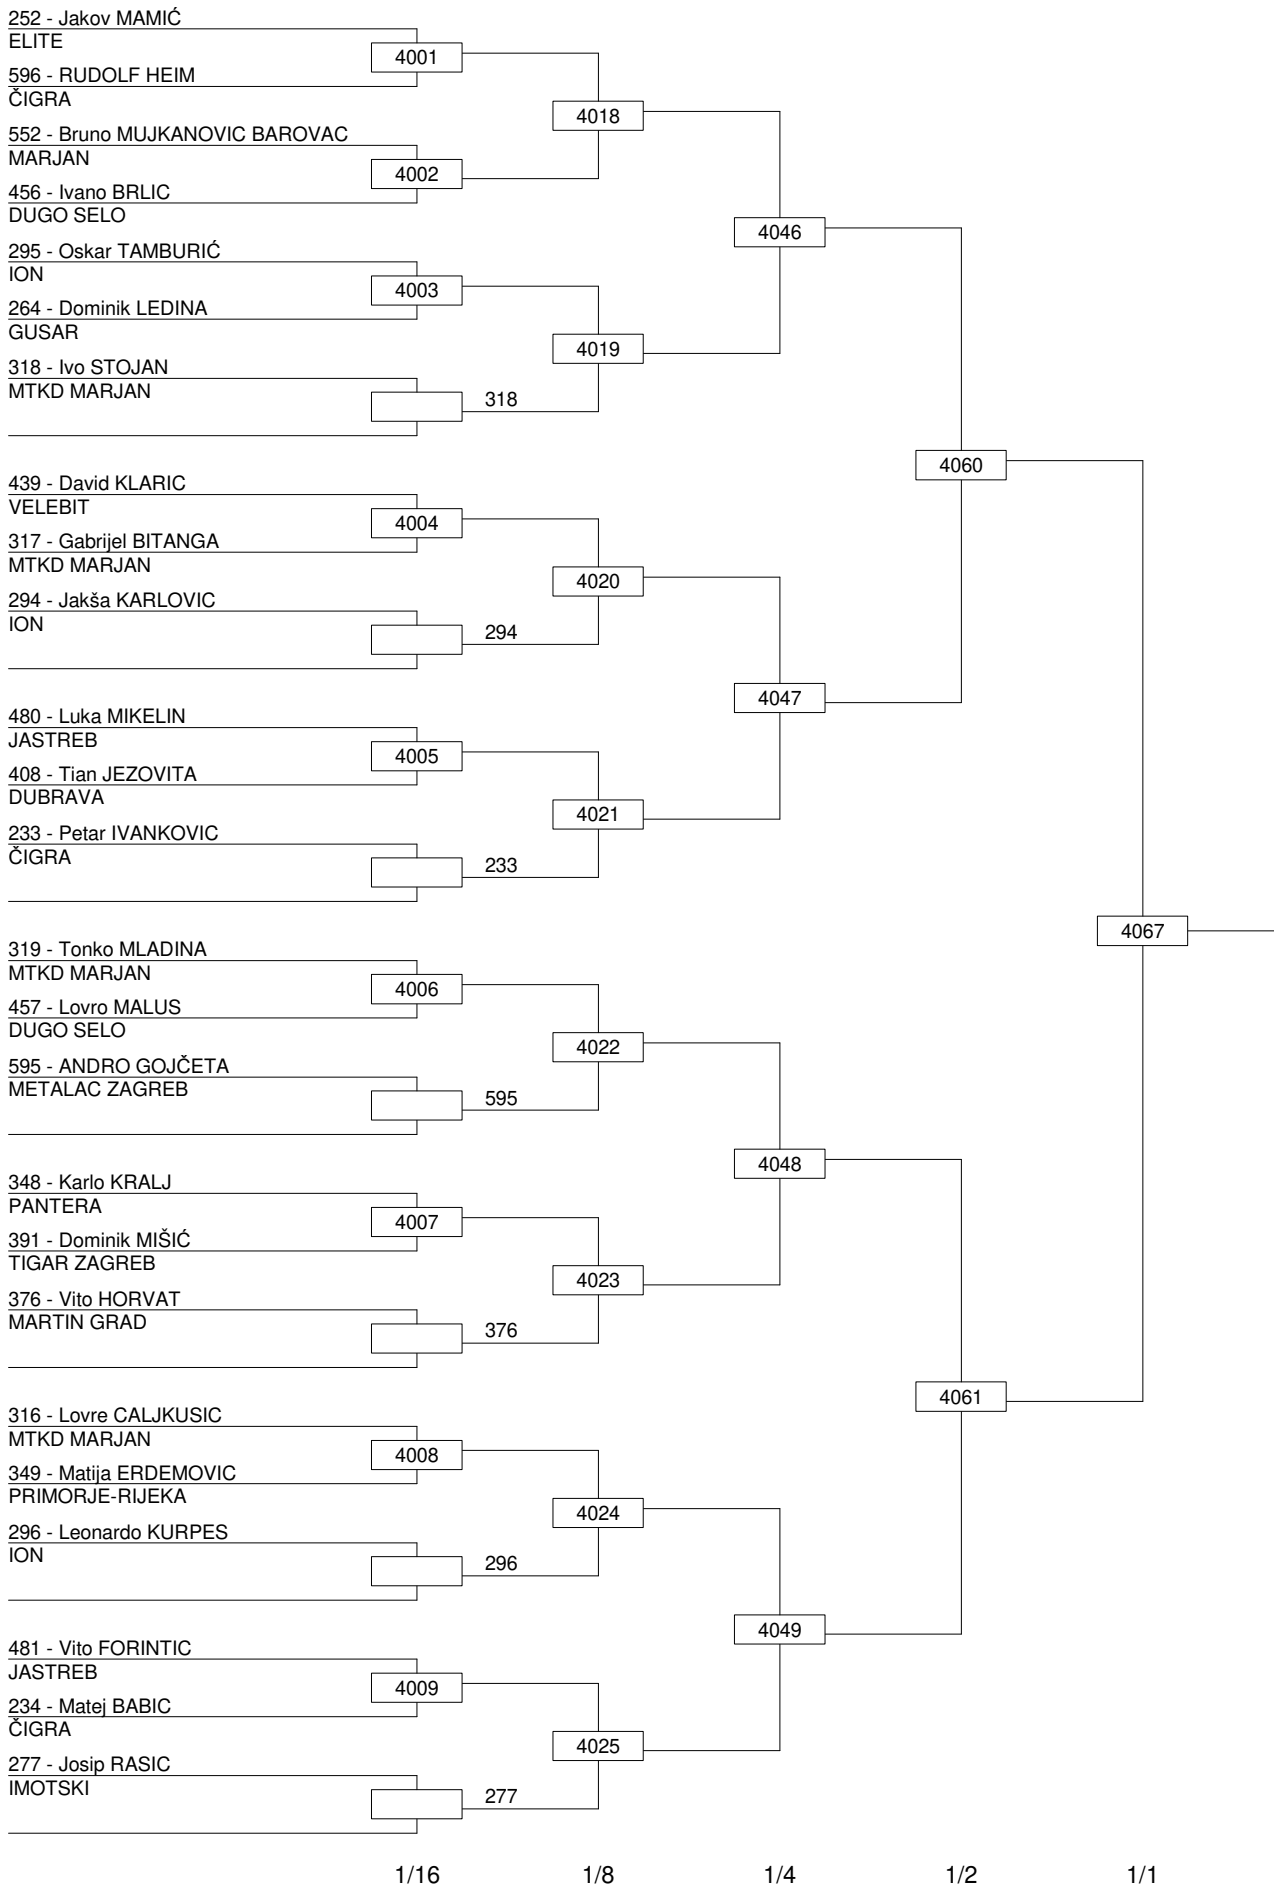 252 - Jakov MAMIĆ
ELITE
4001
596 - RUDOLF HEIM
ČIGRA
4018
552 - Bruno MUJKANOVIC BAROVAC
MARJAN
4002
456 - Ivano BRLIC
DUGO SELO
4046
295 - Oskar TAMBURIĆ
ION
4003
264 - Dominik LEDINA
GUSAR
4019
318 - Ivo STOJAN
MTKD MARJAN
318
4060
439 - David KLARIC
VELEBIT
4004
317 - Gabrijel BITANGA
MTKD MARJAN
4020
294 - Jakša KARLOVIC
ION
294
4047
480 - Luka MIKELIN
JASTREB
4005
408 - Tian JEZOVITA
DUBRAVA
4021
233 - Petar IVANKOVIC
ČIGRA
233
4067
319 - Tonko MLADINA
MTKD MARJAN
4006
457 - Lovro MALUS
DUGO SELO
4022
595 - ANDRO GOJČETA
METALAC ZAGREB
595
4048
348 - Karlo KRALJ
PANTERA
4007
391 - Dominik MIŠIĆ
TIGAR ZAGREB
4023
376 - Vito HORVAT
MARTIN GRAD
376
4061
316 - Lovre CALJKUSIC
MTKD MARJAN
4008
349 - Matija ERDEMOVIC
PRIMORJE-RIJEKA
4024
296 - Leonardo KURPES
ION
296
4049
481 - Vito FORINTIC
JASTREB
4009
234 - Matej BABIC
ČIGRA
4025
277 - Josip RASIC
IMOTSKI
277
1/16 1/8 1/4 1/2 1/1